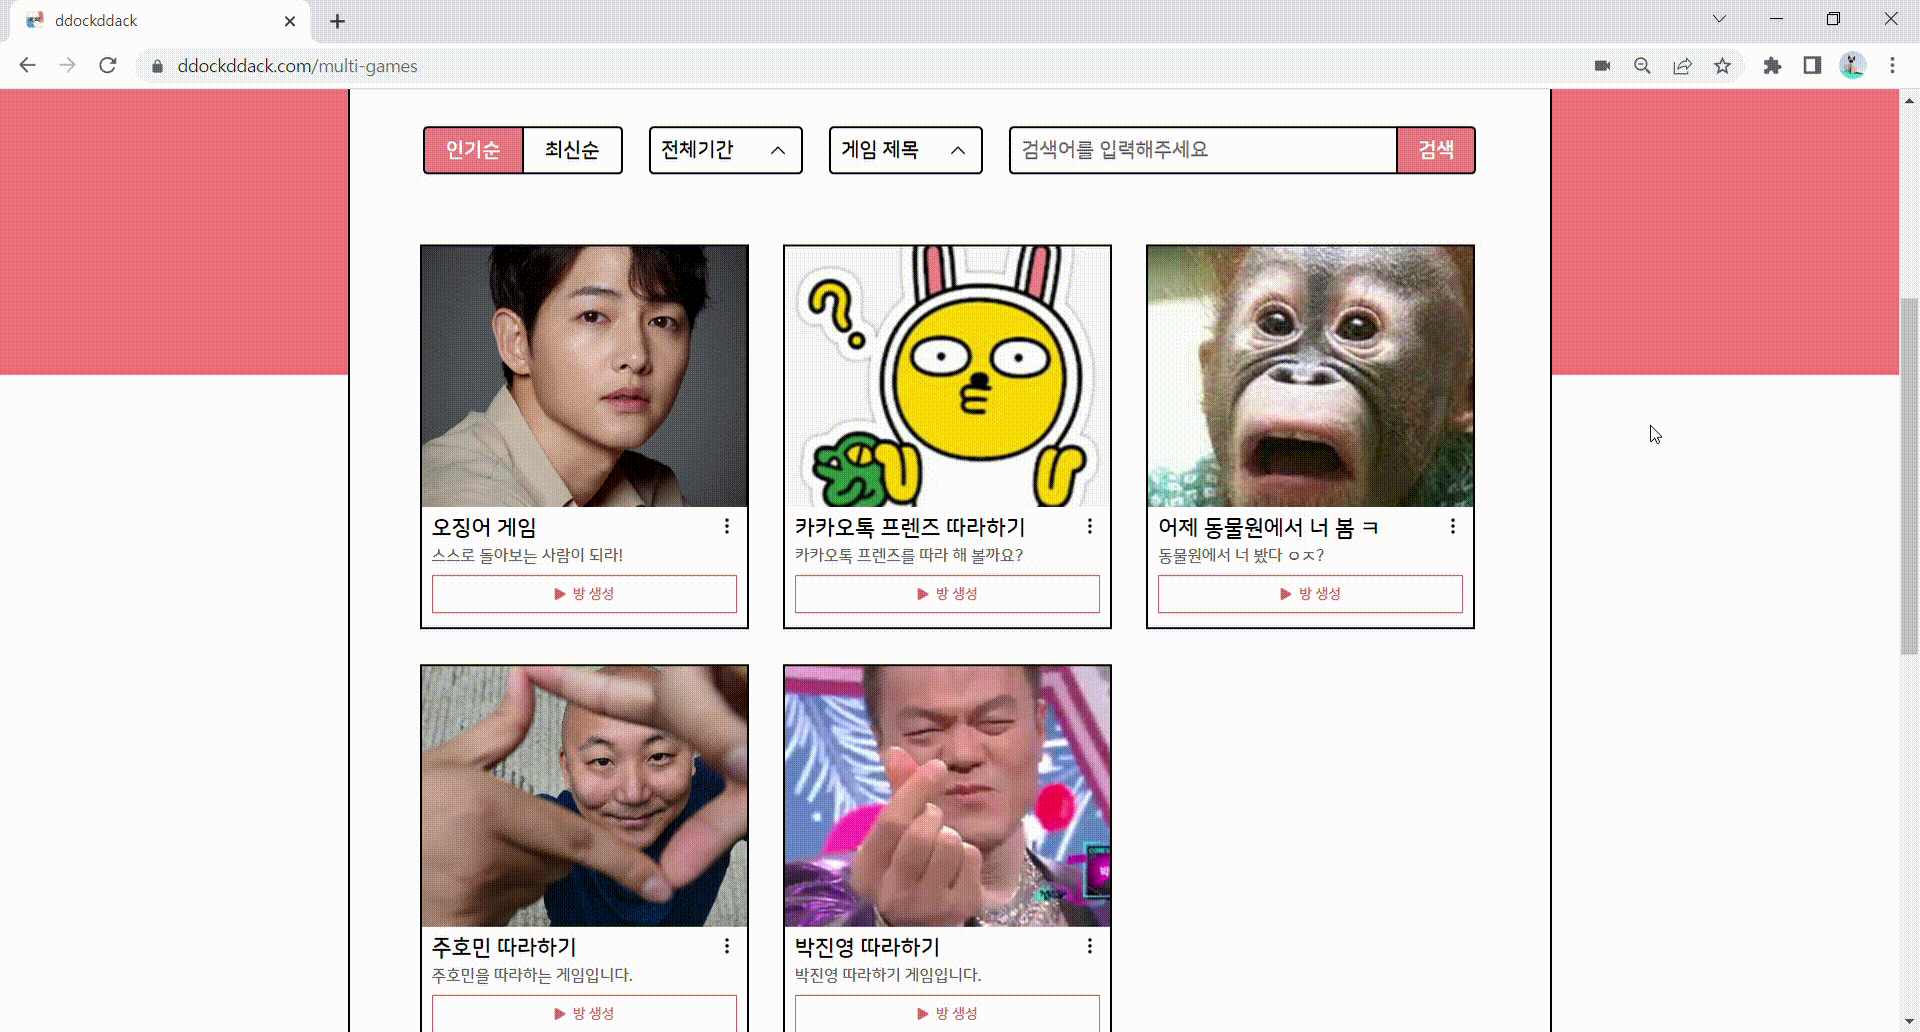 ddockddack
ddockddack.com/multi-games
인기순 최신순 전체기간 게임 제목 검색어를 입력해주세요 검색
?
오징어 게임
스스로 돌아보는 사람이 되라!
방 생성
카카오톡 프렌즈 따라하기
카카오톡 프렌즈를 따라 해 볼까요?
방 생성
어제 동물원에서 너 봄 ㅋ
동물원에서 너 봤다 ㅇㅈ?
방 생성
주호민 따라하기
주호민을 따라하는 게임입니다.
방 생성
박진영 따라하기
박진영 따라하기 게임입니다.
방 생성